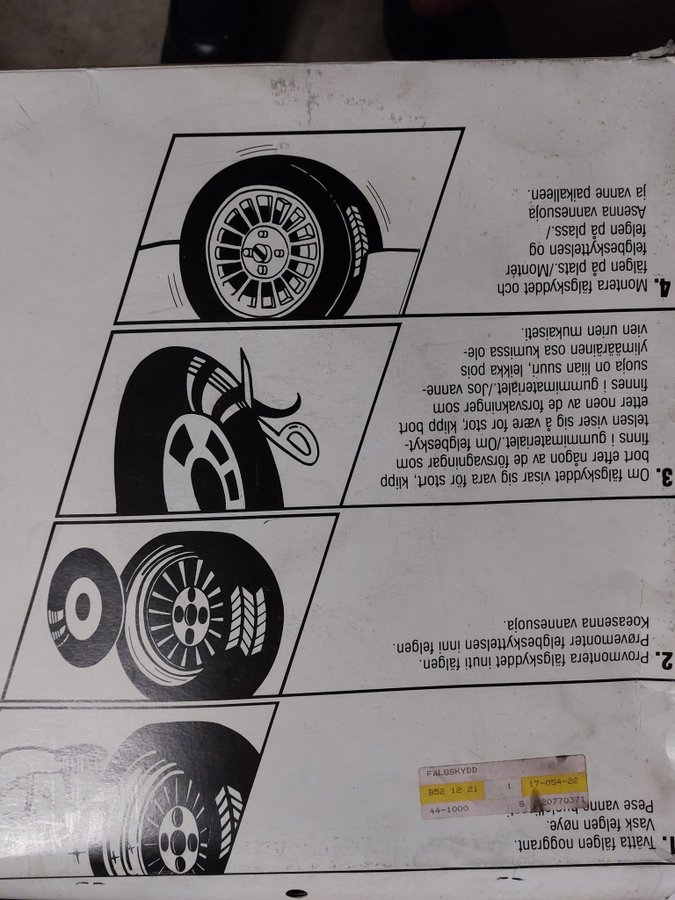 1. Tvätta fälgen noggrant.
Vask felgen nøye.
Pese vanne
FÄLGSKYDD
852 12 21 1 17-054-22
44-1000 S 20770371
2. Provmontera fälgskyddet inuti fälgen.
Prøvemonter felgbeskyttelsen inni felgen.
Koeasenna vannesuoja.
3. Om fälgskyddet visar sig vara för stort, klipp
bort efter någon av de försvagningar som
finns i gummimaterialet./Om felgbeskyt-
telsen viser sig å være for stor, klipp bort
etter noen av de forsvakninger som
finnes i gummimaterialet./Jos vanne-
suoja on liian suuri, leikka pois
ylimääräinen osa kumissa ole-
vien urien mukaiseti.
4. Montera fälgskyddet och
fälgen på plats./Montér
felgbeskyttelsen og
felgen på plass./
Asenna vannesuoja
ja vanne paikalleen.